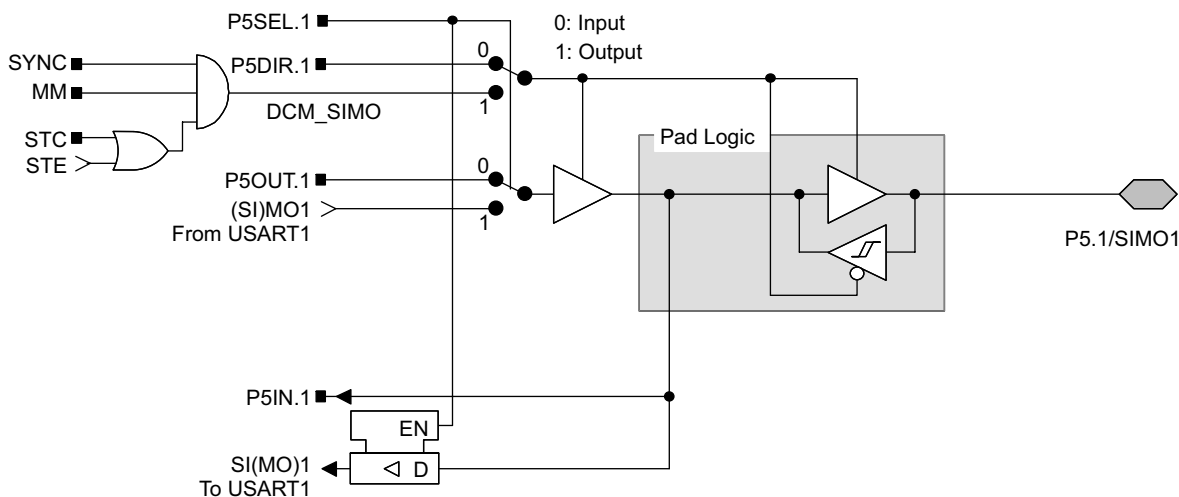 P5SEL.1
0: Input
1: Output
SYNC
P5DIR.1
0
MM
1
DCM_SIMO
STC
STE
Pad Logic
P5OUT.1
0
(SI)MO1
1
From USART1
P5.1/SIMO1
P5IN.1
EN
D
SI(MO)1
To USART1